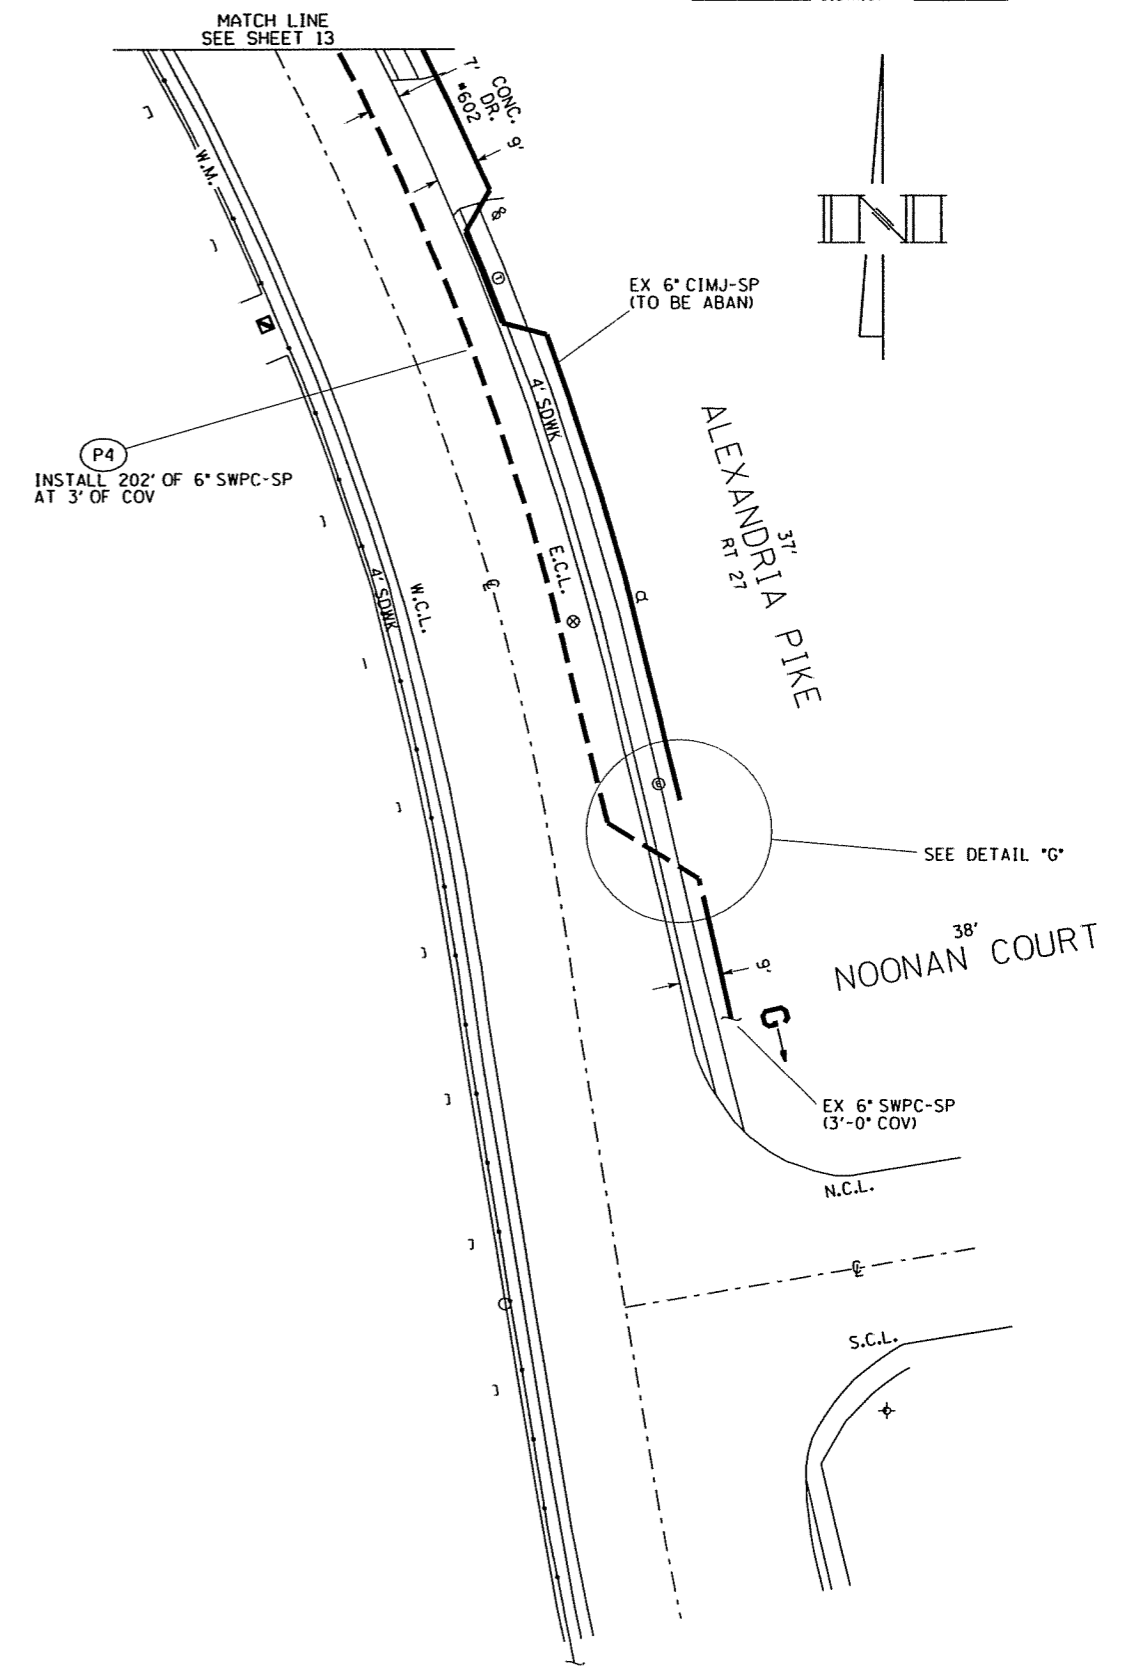 MATCH LINE
SEE SHEET 13
7' CONC.
DR.
#602
9'
W.M.
N
EX 6" CIMJ-SP
(TO BE ABAN)
4' SDWK
P4
INSTALL 202' OF 6" SWPC-SP
AT 3' OF COV
37'
ALEXANDRIA PIKE
RT 27
E.C.L.
W.C.L.
4' SDWK
SEE DETAIL "G"
38'
NOONAN COURT
9'
G
EX 6" SWPC-SP
(3'-0" COV)
N.C.L.
S.C.L.